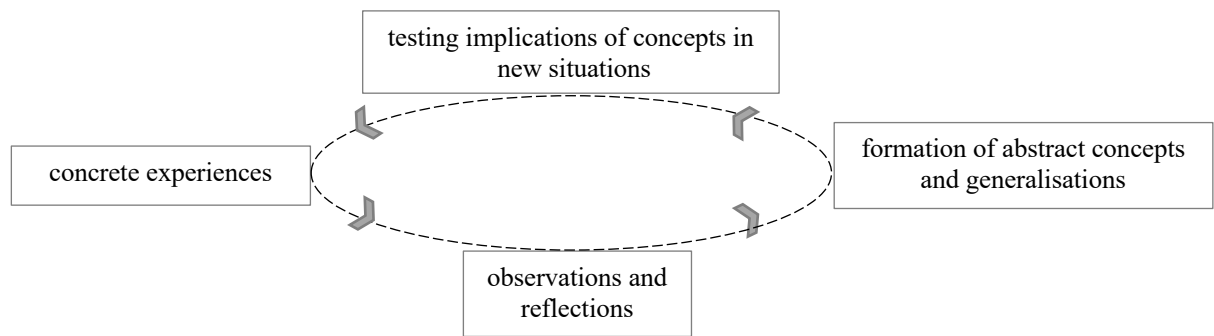 testing implications of concepts in
new situations
concrete experiences
formation of abstract concepts
and generalisations
observations and
reflections